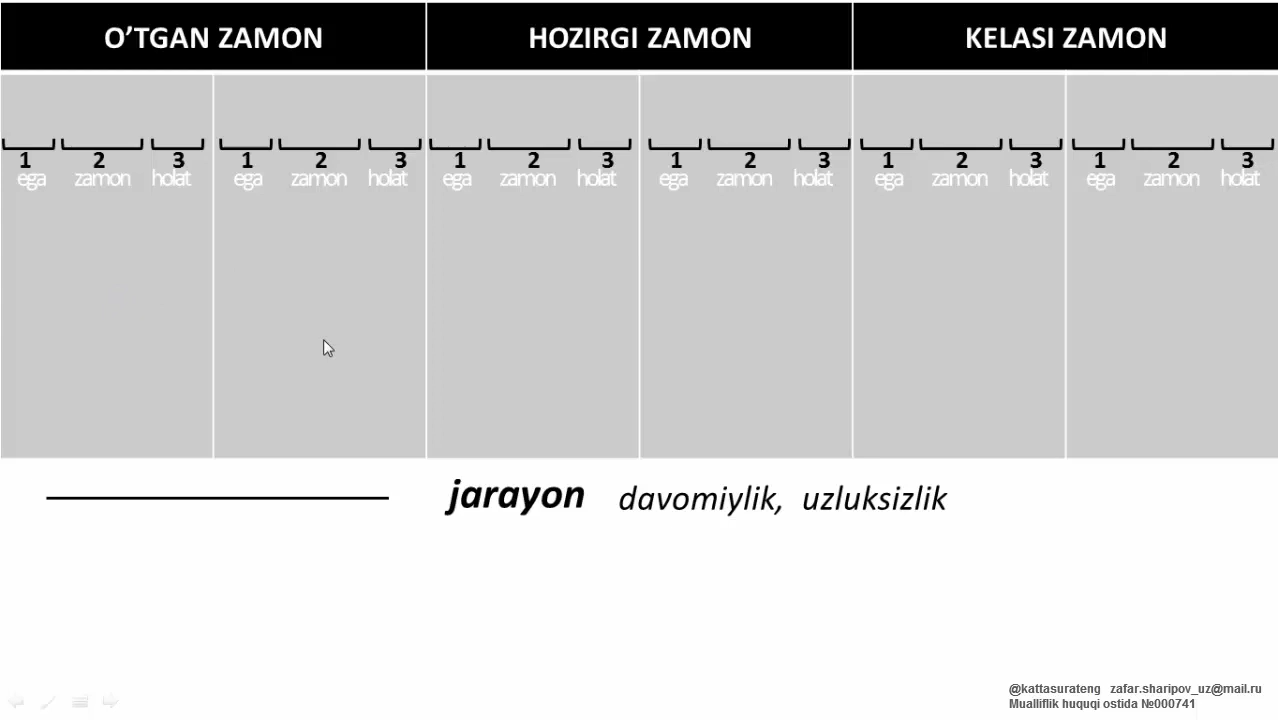 O’TGAN ZAMON HOZIRGI ZAMON KELASI ZAMON
1 2 3 1 2 3 1 2 3 1 2 3 1 2 3 1 2 3
ega zamon holat ega zamon holat ega zamon holat ega zamon holat ega zamon holat ega zamon holat
jarayon davomiylik, uzluksizlik
@kattasurateng zafar.sharipov_uz@mail.ru
Mualliflik huquqi ostida №000741